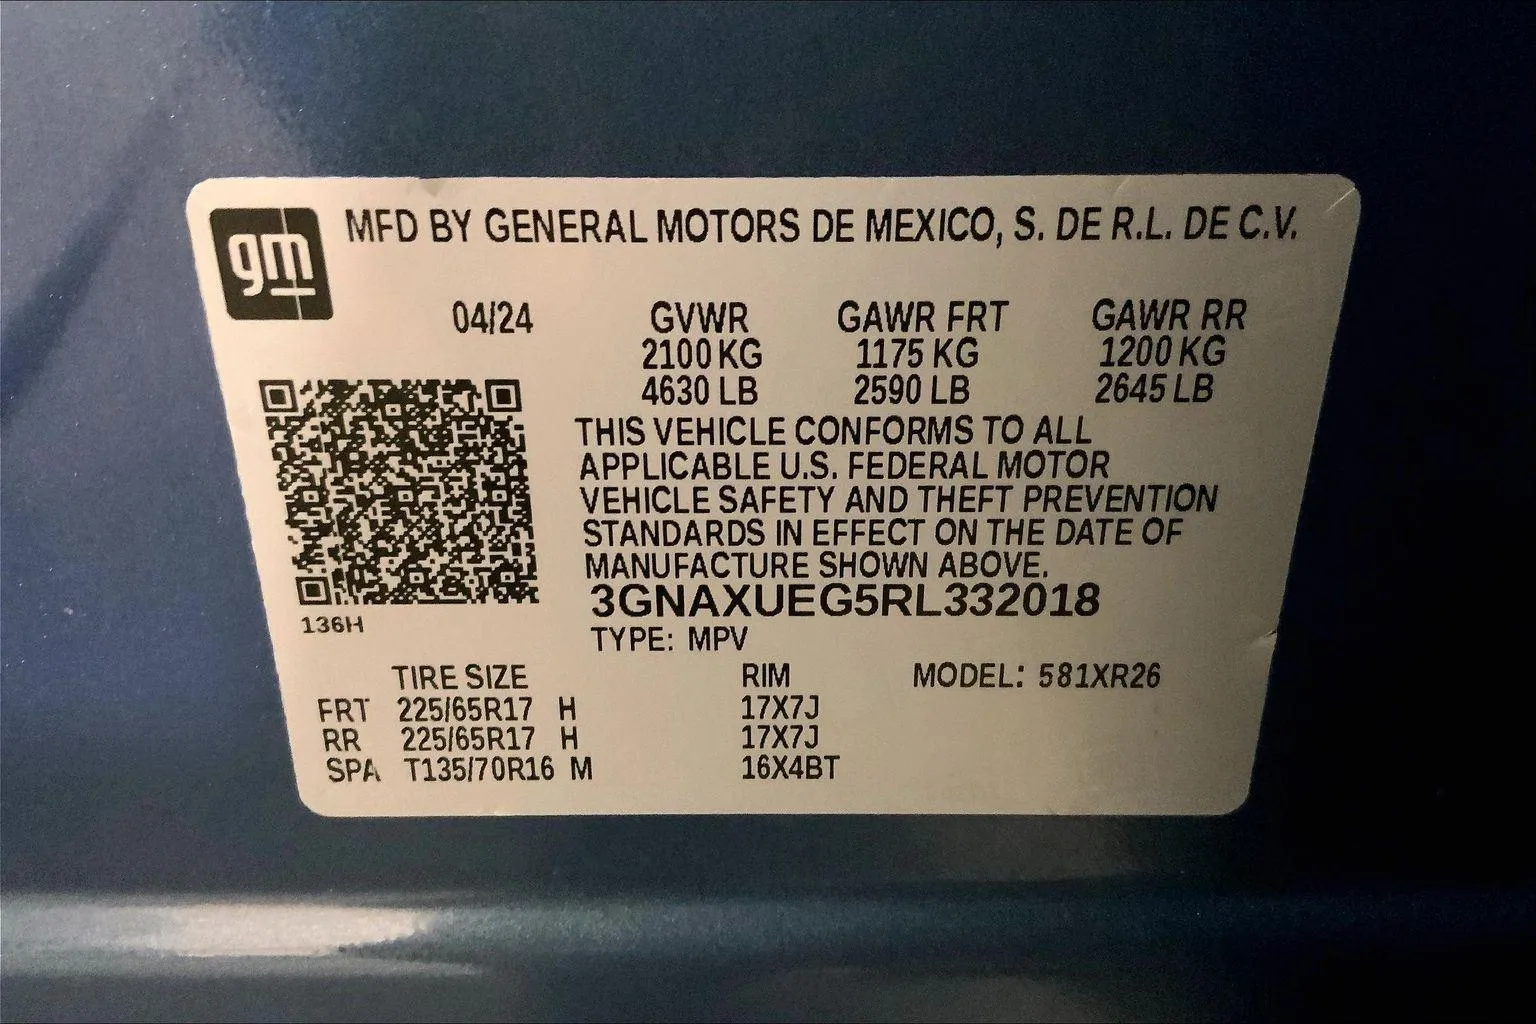 gm
MFD BY GENERAL MOTORS DE MEXICO, S. DE R.L. DE C.V.
04/24 GVWR GAWR FRT GAWR RR
2100 KG 1175 KG 1200 KG
4630 LB 2590 LB 2645 LB
THIS VEHICLE CONFORMS TO ALL
APPLICABLE U.S. FEDERAL MOTOR
VEHICLE SAFETY AND THEFT PREVENTION
STANDARDS IN EFFECT ON THE DATE OF
MANUFACTURE SHOWN ABOVE.
3GNAXUEG5RL332018
136H
TYPE: MPV
TIRE SIZE RIM MODEL: 581XR26
FRT 225/65R17 H 17X7J
RR 225/65R17 H 17X7J
SPA T135/70R16 M 16X4BT